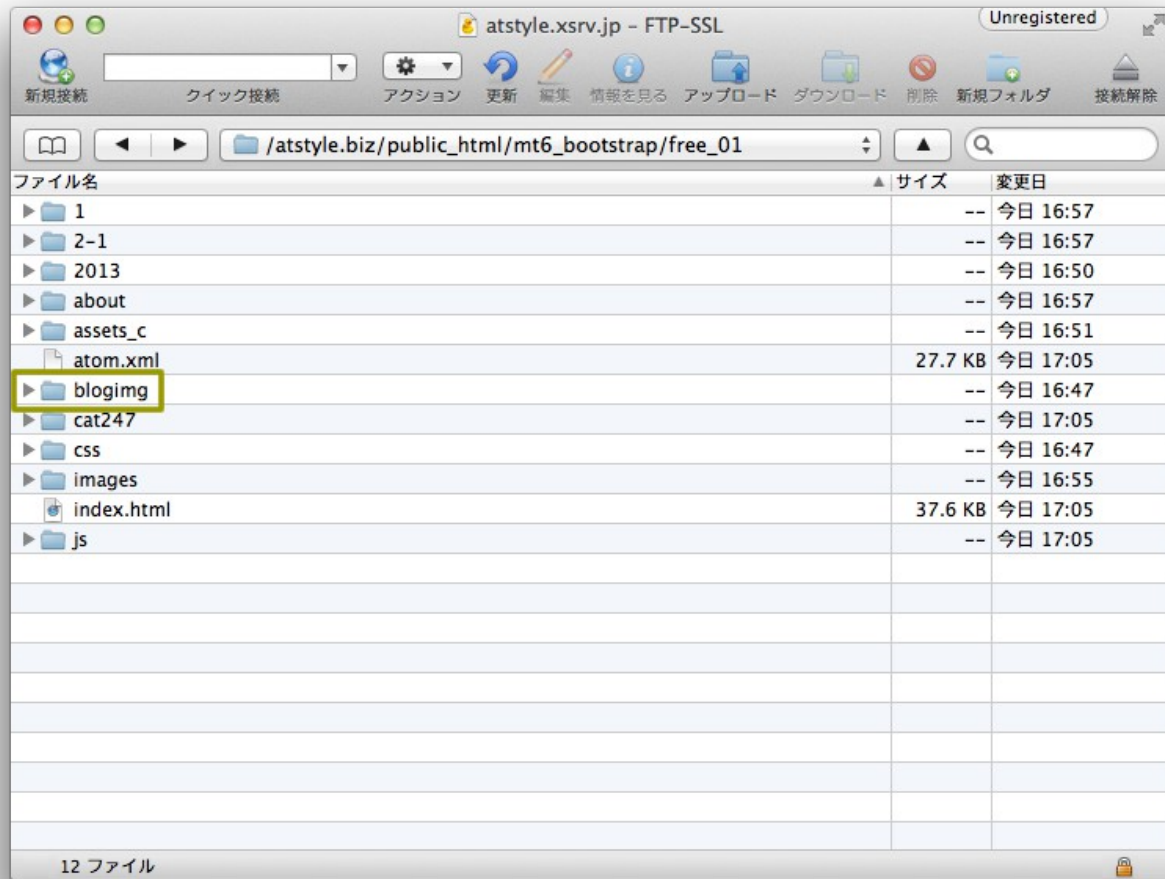 atstyle.xsrv.jp – FTP-SSL
Unregistered
新規接続 クイック接続 アクション 更新 編集 情報を見る アップロード ダウンロード 削除 新規フォルダ 接続解除
/atstyle.biz/public_html/mt6_bootstrap/free_01
ファイル名 サイズ 変更日
1 -- 今日 16:57
2-1 -- 今日 16:57
2013 -- 今日 16:50
about -- 今日 16:57
assets_c -- 今日 16:51
atom.xml 27.7 KB 今日 17:05
blogimg -- 今日 16:47
cat247 -- 今日 17:05
css -- 今日 16:47
images -- 今日 16:55
index.html 37.6 KB 今日 17:05
js -- 今日 17:05
12 ファイル